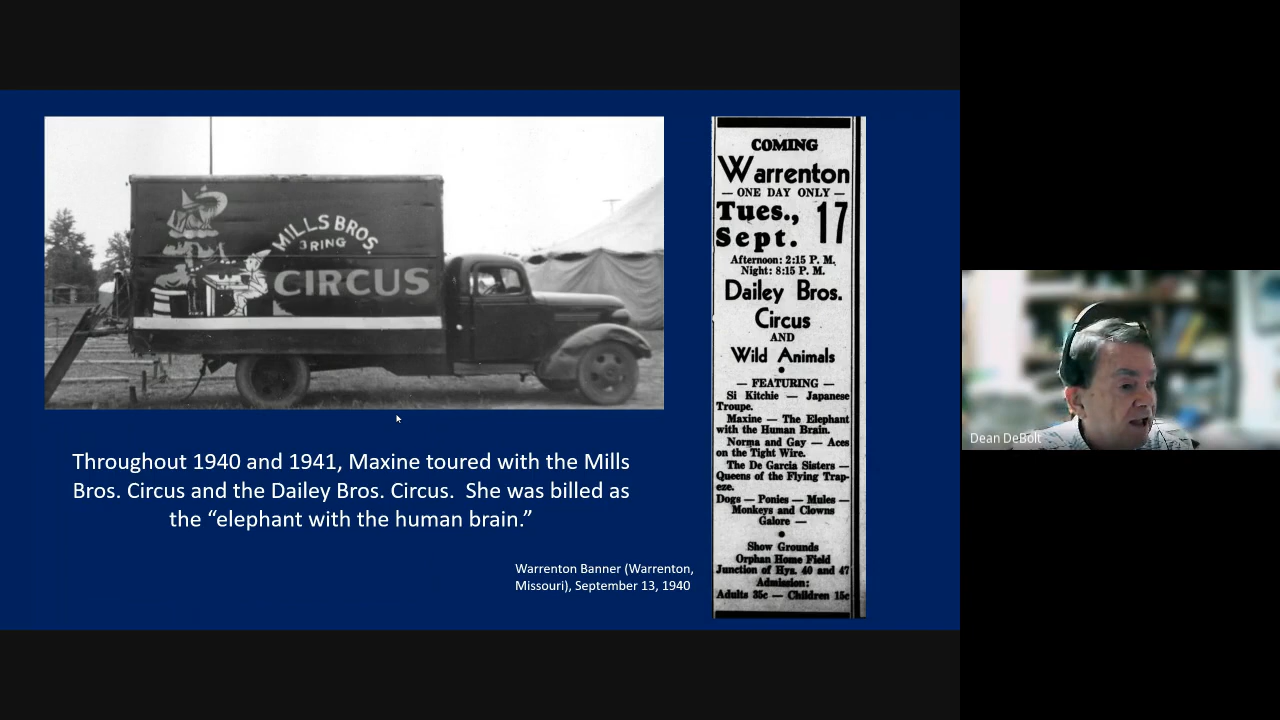 MILLS BROS.
3 RING
CIRCUS
Throughout 1940 and 1941, Maxine toured with the Mills
Bros. Circus and the Dailey Bros. Circus.  She was billed as
the “elephant with the human brain.”
Warrenton Banner (Warrenton,
Missouri), September 13, 1940
COMING
Warrenton
— ONE DAY ONLY —
Tues., 17
Sept.
Afternoon: 2:15 P. M.
Night: 8:15 P. M.
Dailey Bros.
Circus
AND
Wild Animals
— FEATURING —
Si Kitchie — Japanese
Troupe.
Maxine — The Elephant
with the Human Brain.
Norma and Gay — Aces
on the Tight Wire.
The De Garcia Sisters —
Queens of the Flying Trap-
eze.
Dogs — Ponies — Mules —
Monkeys and Clowns
Galore —
Show Grounds
Orphan Home Field
Junction of Hys. 40 and 47
Admission:
Adults 35c — Children 15c
Dean DeBolt